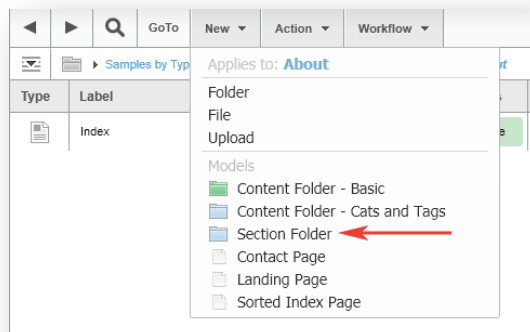 GoTo New Action Workflow
Samples by Typ
Type Label
Index
Applies to: About
Folder
File
Upload
Models
Content Folder - Basic
Content Folder - Cats and Tags
Section Folder
Contact Page
Landing Page
Sorted Index Page